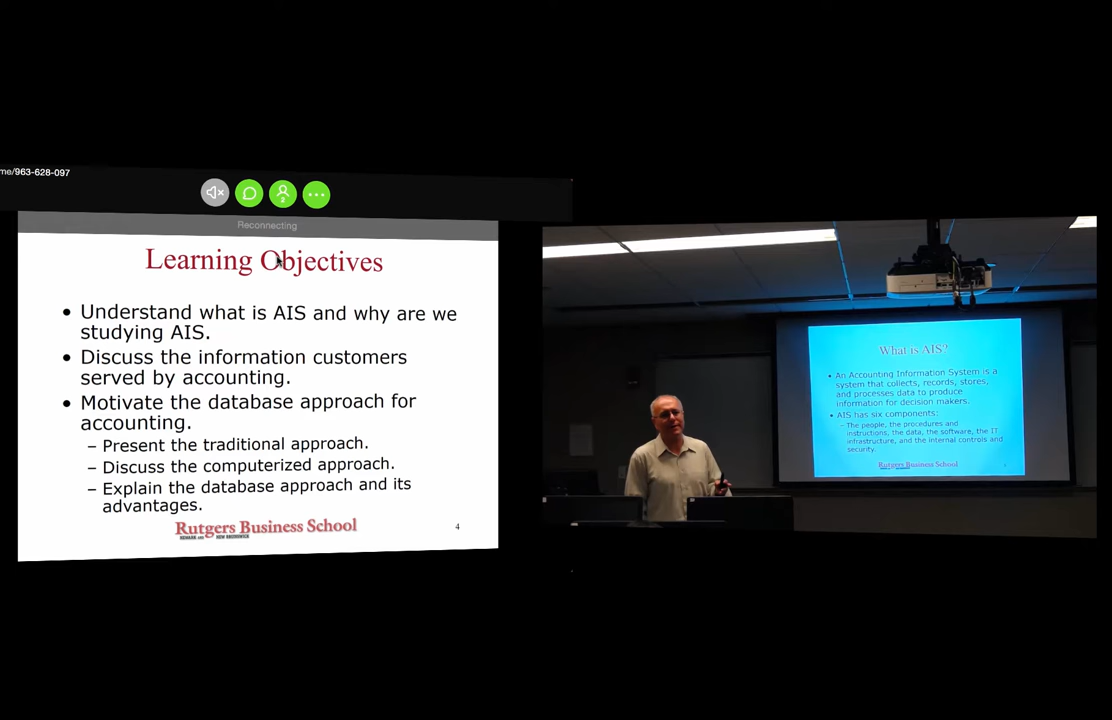 me/963-628-097
2
Reconnecting
Learning Objectives
• Understand what is AIS and why are we
studying AIS.
• Discuss the information customers
served by accounting.
• Motivate the database approach for
accounting.
– Present the traditional approach.
– Discuss the computerized approach.
– Explain the database approach and its
advantages.
Rutgers Business School
NEWARK AND NEW BRUNSWICK
4
What is AIS?
• An Accounting Information System is a
system that collects, records, stores,
and processes data to produce
information for decision makers.
• AIS has six components:
– The people, the procedures and
instructions, the data, the software, the IT
infrastructure, and the internal controls and
security.
Rutgers Business School